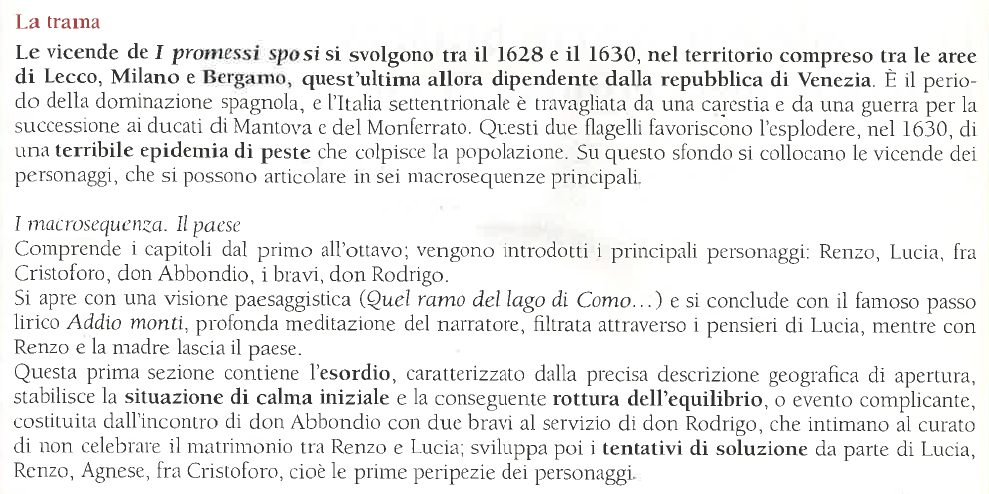 La trama
Le vicende de I promessi sposi si svolgono tra il 1628 e il 1630, nel territorio compreso tra le aree
di Lecco, Milano e Bergamo, quest'ultima allora dipendente dalla repubblica di Venezia. È il perio-
do della dominazione spagnola, e l'Italia settentrionale è travagliata da una carestia e da una guerra per la
successione ai ducati di Mantova e del Monferrato. Questi due flagelli favoriscono l'esplodere, nel 1630, di
una terribile epidemia di peste che colpisce la popolazione. Su questo sfondo si collocano le vicende dei
personaggi, che si possono articolare in sei macrosequenze principali.
I macrosequenza. Il paese
Comprende i capitoli dal primo all'ottavo; vengono introdotti i principali personaggi: Renzo, Lucia, fra
Cristoforo, don Abbondio, i bravi, don Rodrigo.
Si apre con una visione paesaggistica (Quel ramo del lago di Como...) e si conclude con il famoso passo
lirico Addio monti, profonda meditazione del narratore, filtrata attraverso i pensieri di Lucia, mentre con
Renzo e la madre lascia il paese.
Questa prima sezione contiene l'esordio, caratterizzato dalla precisa descrizione geografica di apertura,
stabilisce la situazione di calma iniziale e la conseguente rottura dell'equilibrio, o evento complicante,
costituita dall'incontro di don Abbondio con due bravi al servizio di don Rodrigo, che intimano al curato
di non celebrare il matrimonio tra Renzo e Lucia; sviluppa poi i tentativi di soluzione da parte di Lucia,
Renzo, Agnese, fra Cristoforo, cioè le prime peripezie dei personaggi.